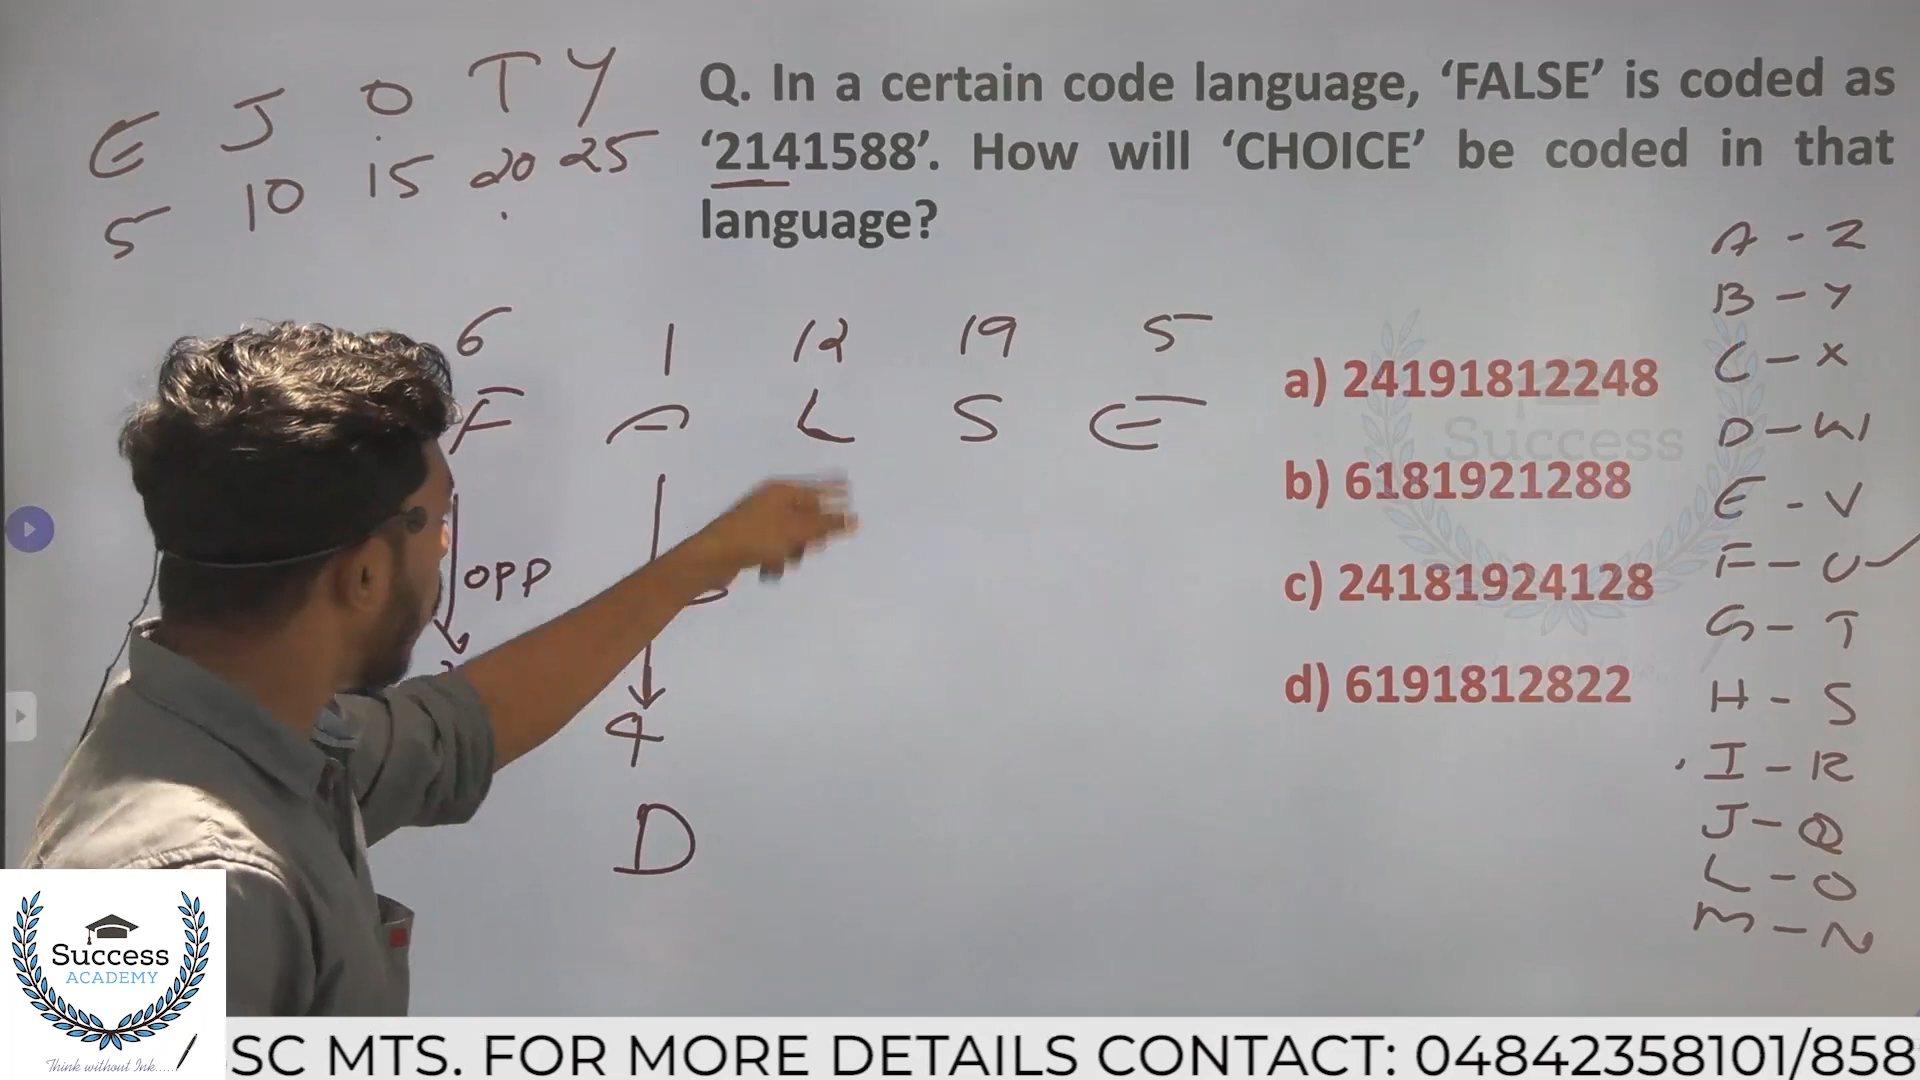 E J O T Y
5 10 15 20 25
Q. In a certain code language, ‘FALSE’ is coded as
‘2141588’. How will ‘CHOICE’ be coded in that
language?
6 1 12 19 5
F A L S E
OPP
4
D
a) 24191812248
b) 6181921288
c) 24181924128
d) 6191812822
A - Z
B - Y
C - X
D - W
E - V
F - U
G - T
H - S
I - R
J - Q
L - O
M - N
Success
Success
ACADEMY
Think without Ink.....
SC MTS. FOR MORE DETAILS CONTACT: 04842358101/858